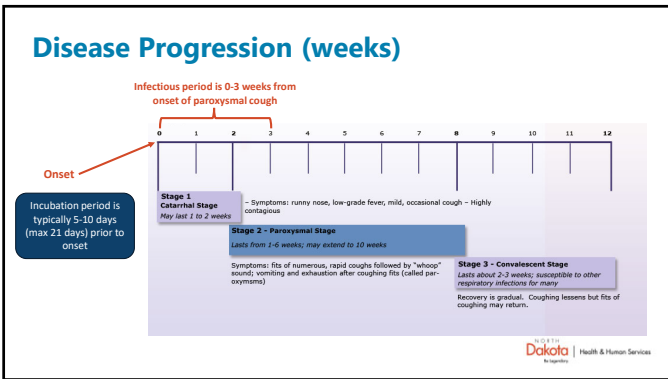 Disease Progression (weeks)
Infectious period is 0-3 weeks from
onset of paroxysmal cough
0 1 2 3 4 5 6 7 8 9 10 11 12
Onset
Incubation period is
typically 5-10 days
(max 21 days) prior to
onset
Stage 1
Catarrhal Stage
May last 1 to 2 weeks
– Symptoms: runny nose, low-grade fever, mild, occasional cough – Highly
contagious
Stage 2 - Paroxysmal Stage
Lasts from 1-6 weeks; may extend to 10 weeks
Symptoms: fits of numerous, rapid coughs followed by "whoop"
sound; vomiting and exhaustion after coughing fits (called par-
oxymsms)
Stage 3 - Convalescent Stage
Lasts about 2-3 weeks; susceptible to other
respiratory infections for many
Recovery is gradual. Coughing lessens but fits of
coughing may return.
NORTH
Dakota | Health & Human Services
Be Legendary.